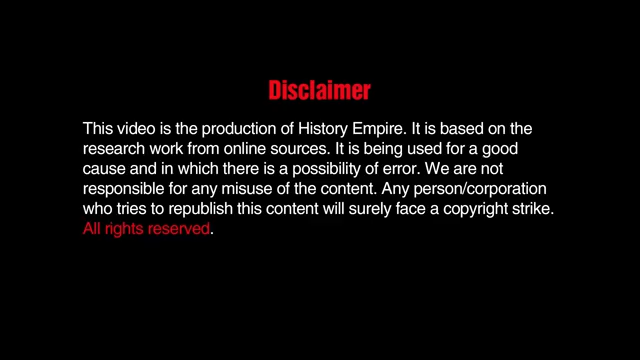 Disclaimer
This video is the production of History Empire. It is based on the
research work from online sources. It is being used for a good
cause and in which there is a possibility of error. We are not
responsible for any misuse of the content. Any person/corporation
who tries to republish this content will surely face a copyright strike.
All rights reserved.